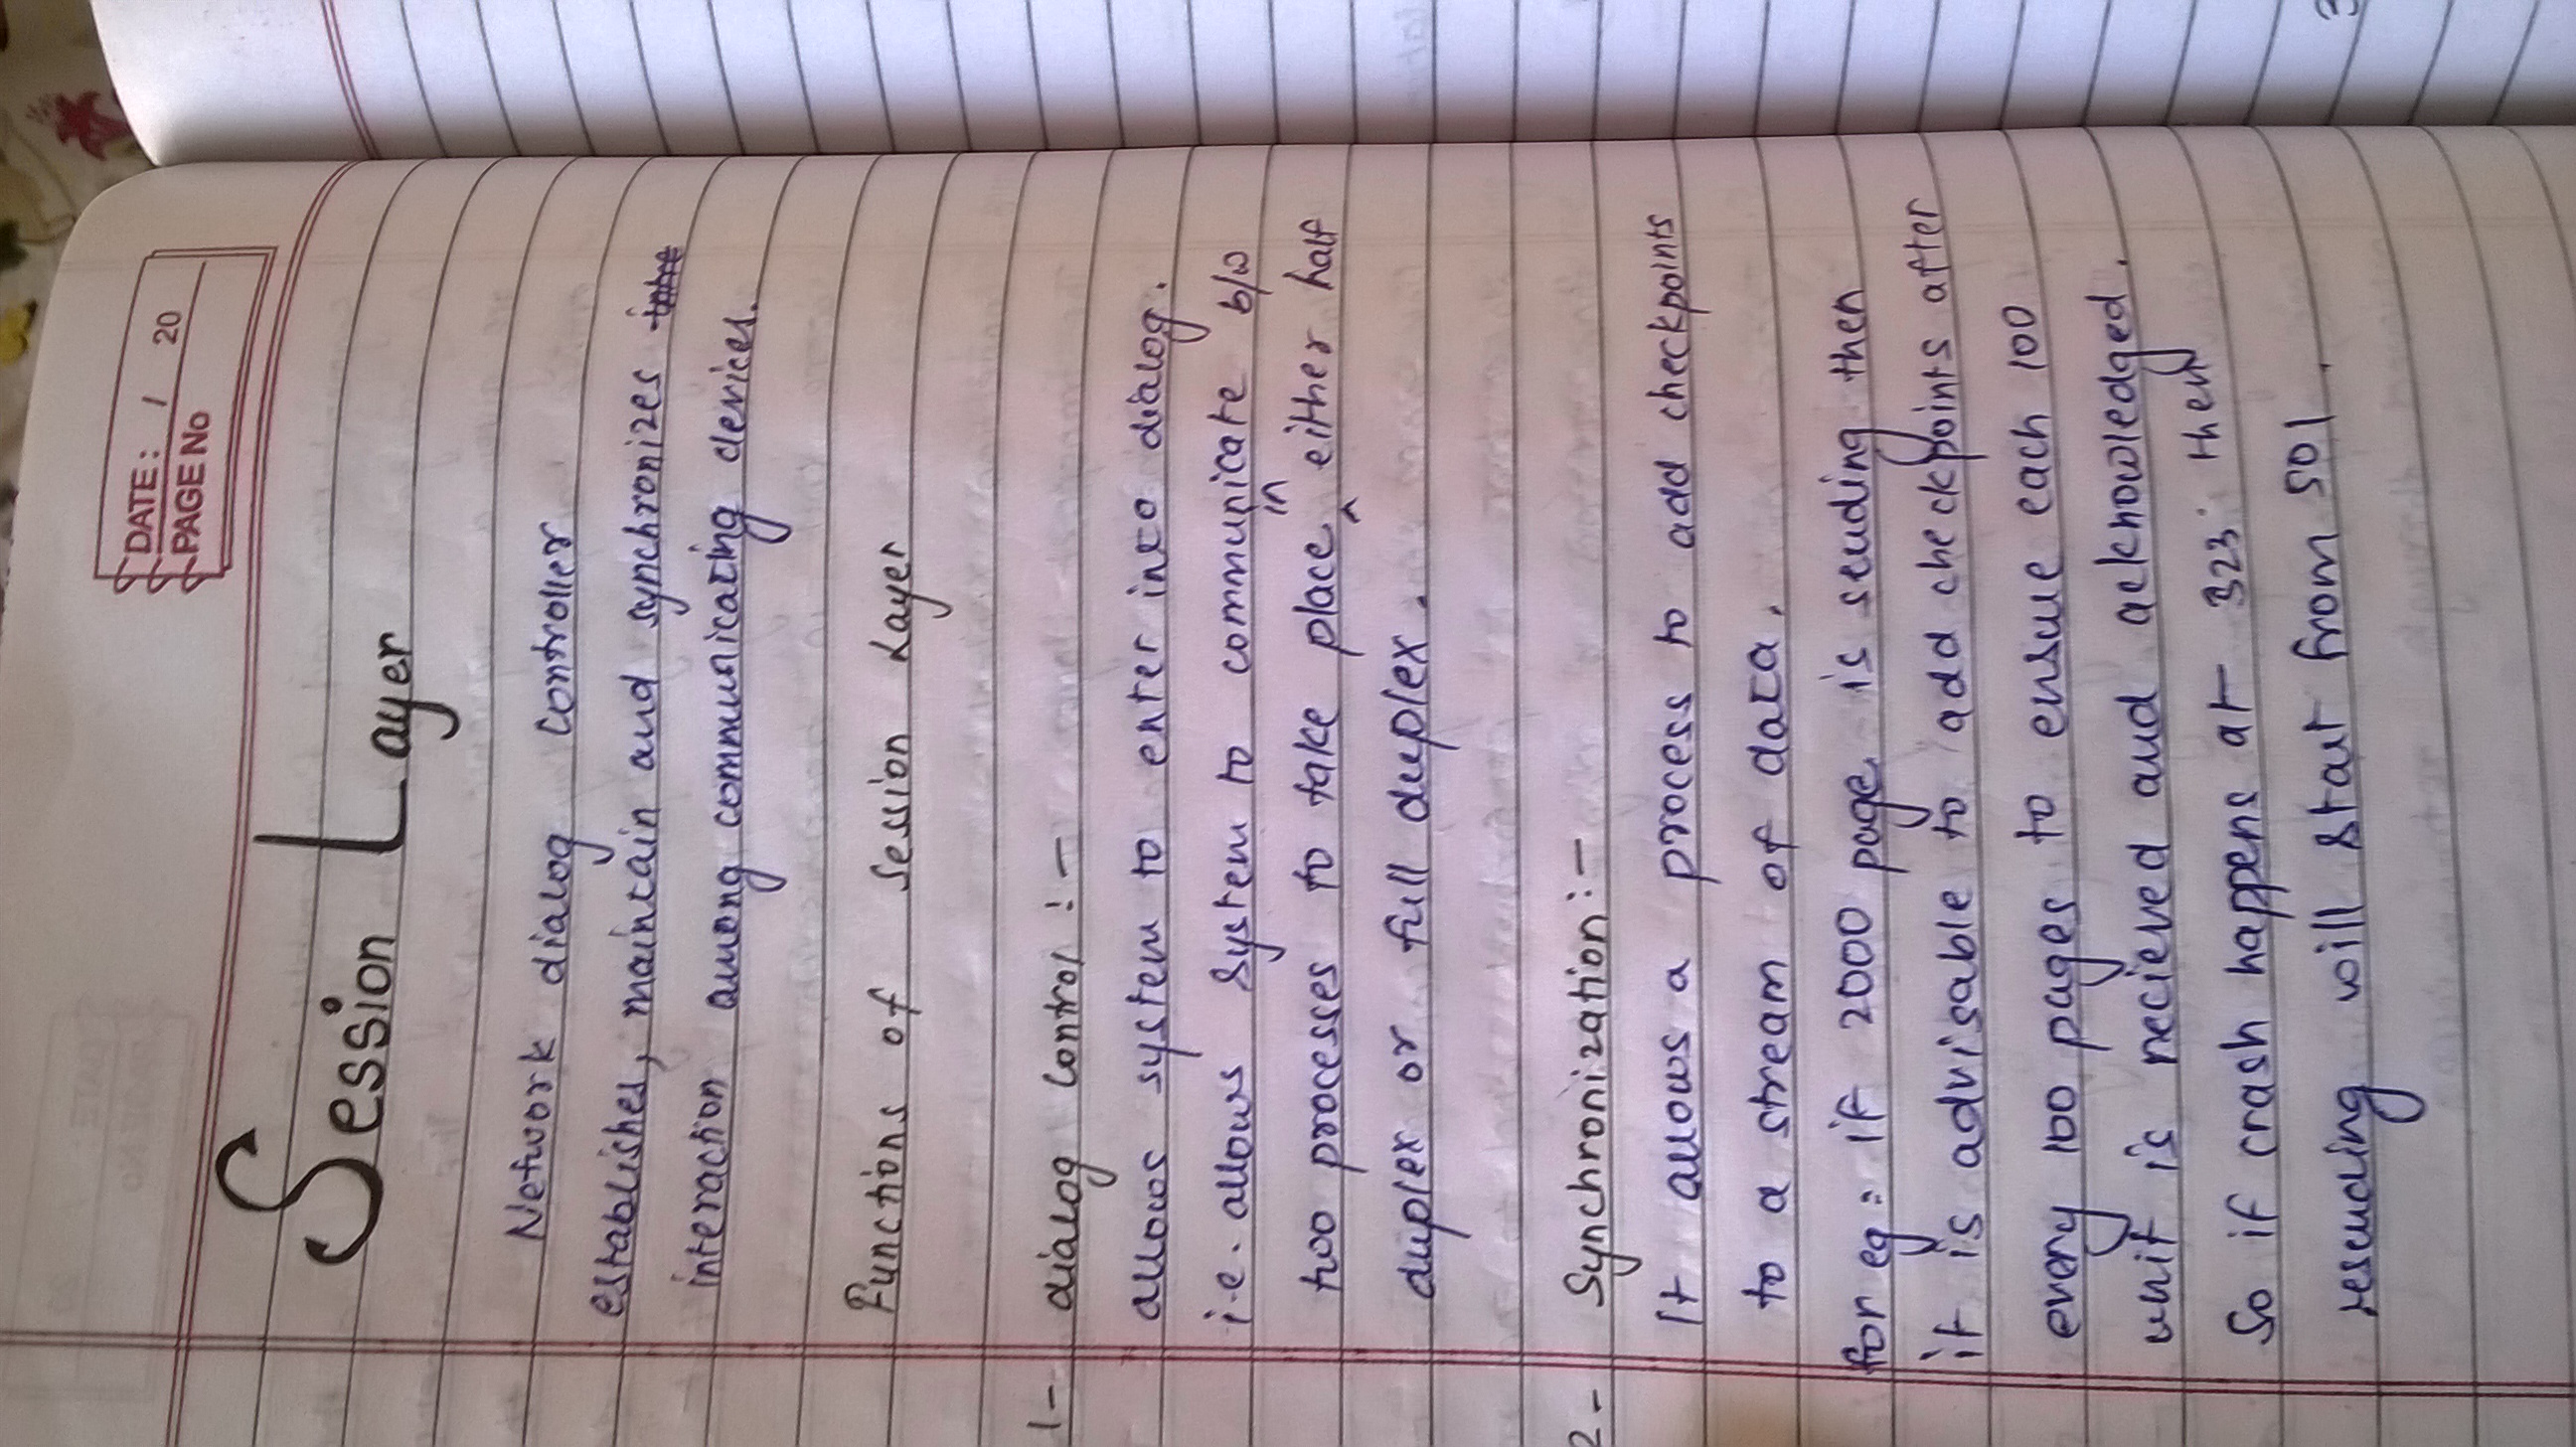 DATE: / 20
PAGE No
Session Layer
Network dialog controller
establishes, maintain and synchronizes
interaction among communicating devices.
Functions of Session Layer
1- dialog control :-
allows system to enter into dialog.
i.e. allows system to communicate b/w
two processes to take place in either half
duplex or full duplex.
2- Synchronization:-
It allows a process to add checkpoints
to a stream of data.
for eg: if 2000 page is sending then
it is advisable to add checkpoints after
every 100 pages to ensure each 100
unit is recieved and acknowledged.
So if crash happens at 323 then
resending will start from 501.